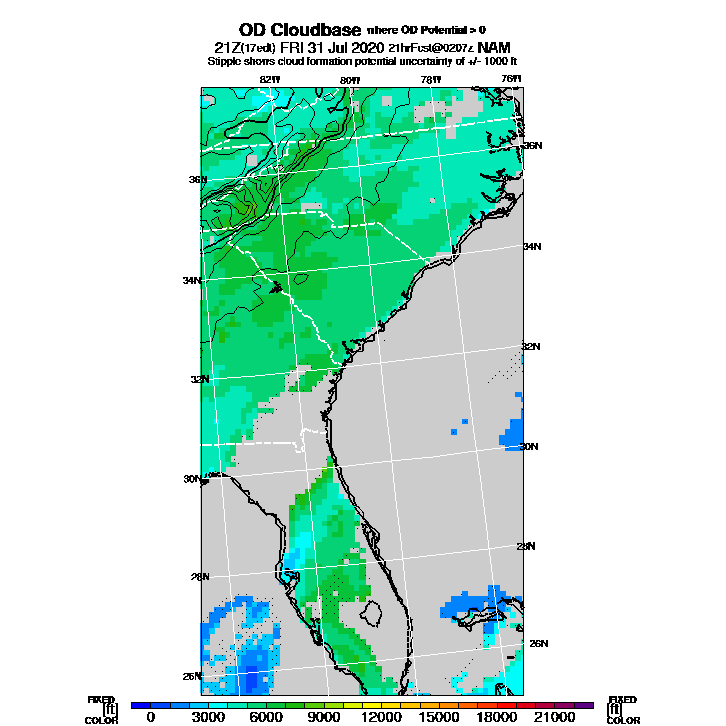 OD Cloudbase where OD Potential > 0
21Z(17edt) FRI 31 Jul 2020 21hrFcst@0207z NAM
Stipple shows cloud formation potential uncertainty of +/- 1000 ft
82W 80W 78W 76W
36N
36N
34N
34N
32N
32N
30N
30N
28N
28N
26N
26N
FIXED [ft] COLOR
0 3000 6000 9000 12000 15000 18000 21000
FIXED [ft] COLOR